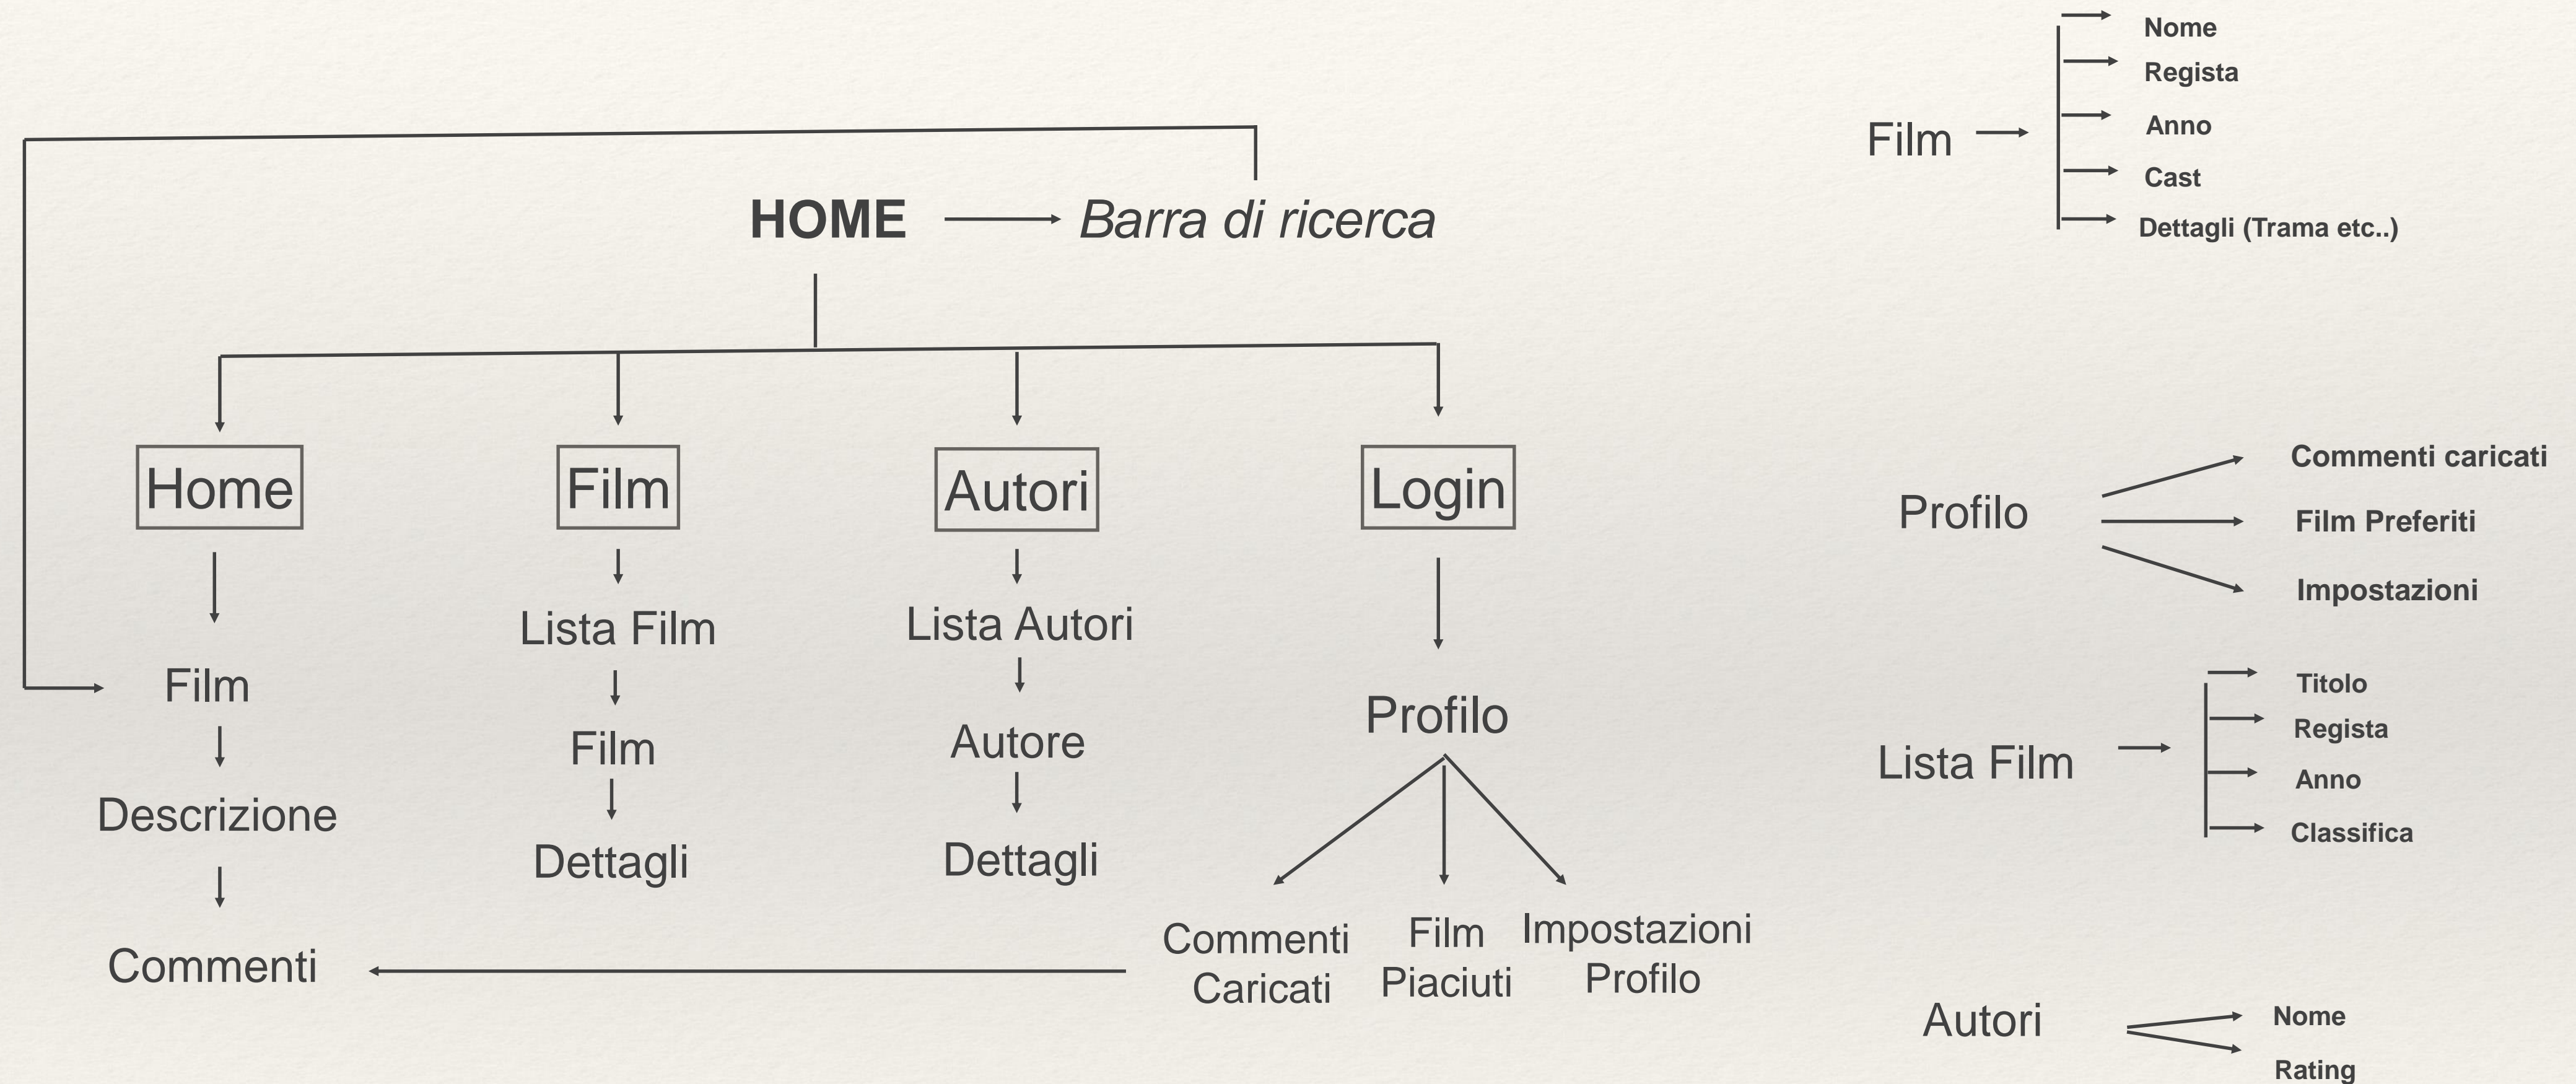 HOME
Barra di ricerca
Home
Film
Autori
Login
Film
Descrizione
Commenti
Lista Film
Film
Dettagli
Lista Autori
Autore
Dettagli
Profilo
Commenti
Caricati
Film
Piaciuti
Impostazioni
Profilo
Film
Nome
Regista
Anno
Cast
Dettagli (Trama etc..)
Profilo
Commenti caricati
Film Preferiti
Impostazioni
Lista Film
Titolo
Regista
Anno
Classifica
Autori
Nome
Rating